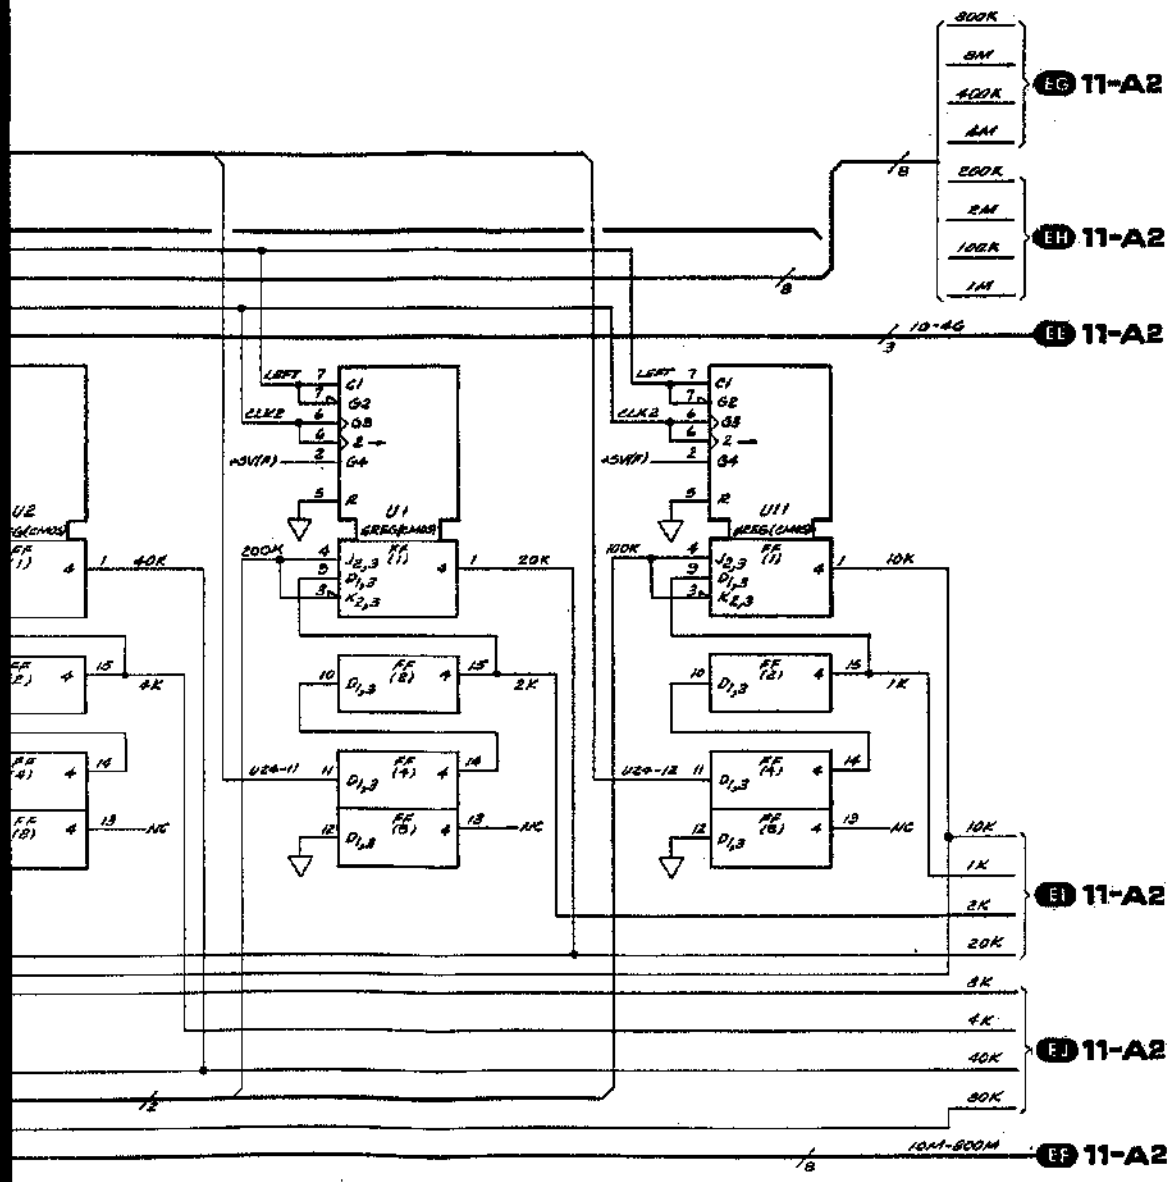 800K
8M
EG 11-A2
400K
4M
8
200K
2M
EH 11-A2
100K
1M
8
10-4G
3
EE 11-A2
LEFT 7 C1
7 G2
CLK2 6 G3
6 2 →
+5V(F) 2 G4
5 R
U1
SREG(CMOS)
LEFT 7 C1
7 G2
CLK2 6 G3
6 2 →
+5V(F) 2 G4
5 R
U11
SREG(CMOS)
U2
EG(CMOS)
FF
(1) 4 1 40K
200K 4 J2,3 FF
(1)
9 D1,3 4 1 20K
3 K2,3
100K 4 J2,3 FF
(1)
9 D1,3 4 1 10K
3 K2,3
FF
(2) 4 15
4K
10 D1,3 FF
(2) 4 15
2K
10 D1,3 FF
(2) 4 15
1K
FF
(4) 4 14
U24-11 11 D1,3 FF
(4) 4 14
U24-12 11 D1,3 FF
(4) 4 14
FF
(8) 4 13 NC
12 D1,3 FF
(8) 4 13 NC
12 D1,3 FF
(8) 4 13 NC
10K
1K
EI 11-A2
2K
20K
8K
4K
EJ 11-A2
40K
80K
2
10M-800M
8
EF 11-A2